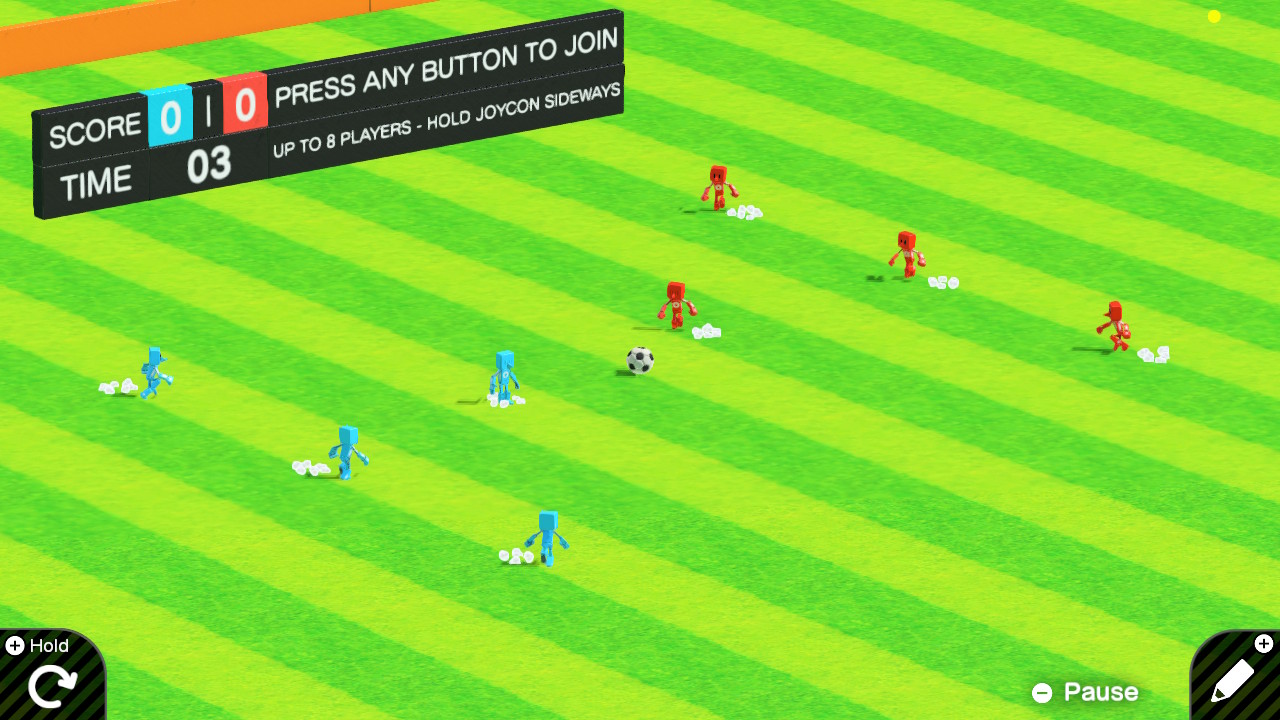 SCORE 0 | 0 PRESS ANY BUTTON TO JOIN
TIME 03 UP TO 8 PLAYERS - HOLD JOYCON SIDEWAYS
Hold
Pause